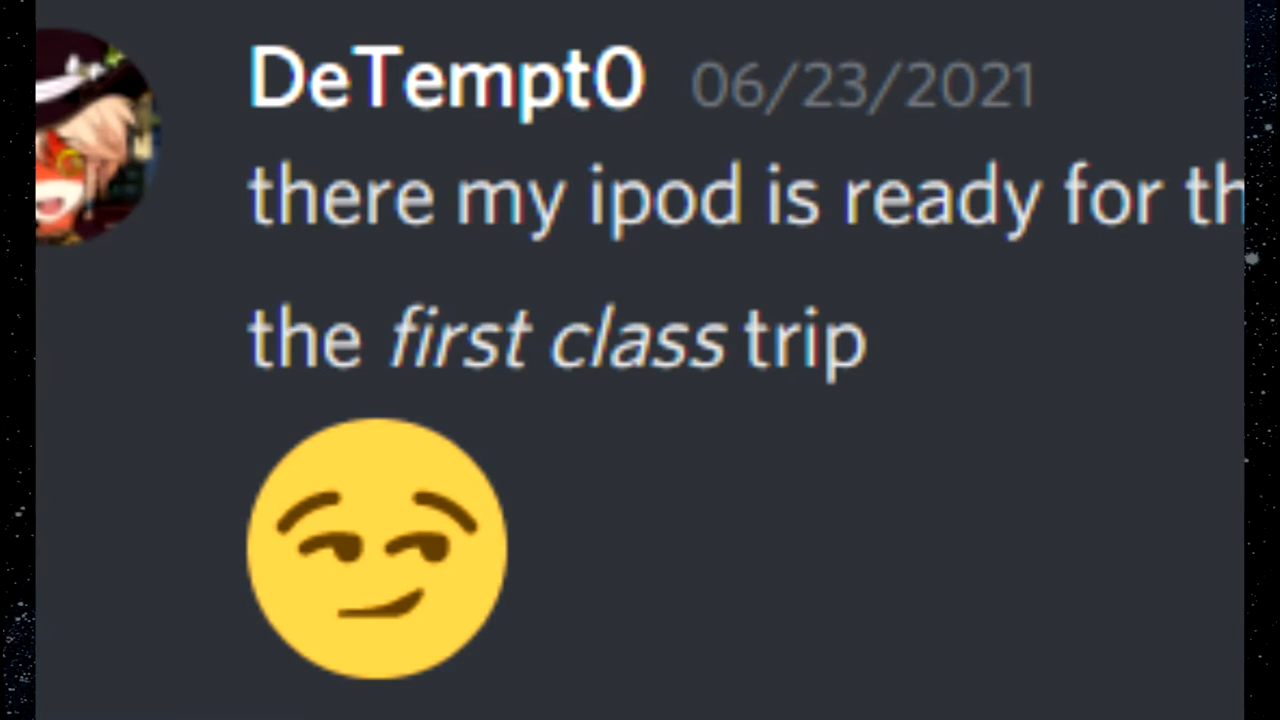 DeTempt0 06/23/2021
there my ipod is ready for th
the first class trip